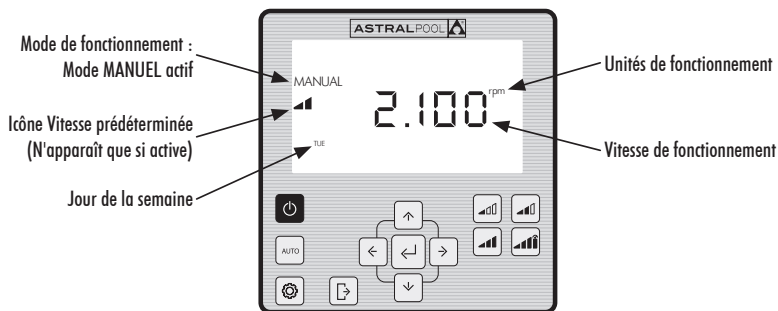 ASTRALPOOL
Mode de fonctionnement :
Mode MANUEL actif
Unités de fonctionnement
MANUAL
rpm
2.100
Icône Vitesse prédéterminée
(N'apparaît que si active)
Vitesse de fonctionnement
TUE
Jour de la semaine
AUTO